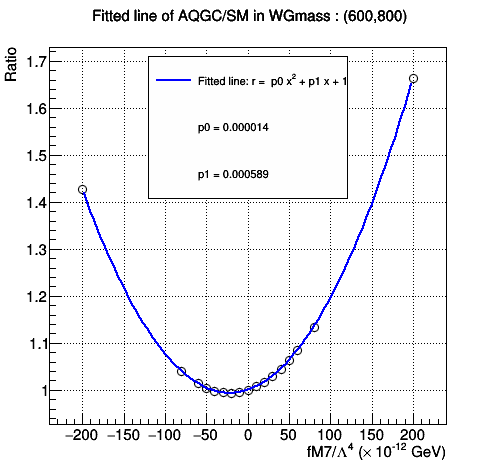 Fitted line of AQGC/SM in WGmass : (600,800)
Ratio
1.7
1.6
1.5
1.4
1.3
1.2
1.1
1
Fitted line: r = p0 x² + p1 x + 1
p0 = 0.000014
p1 = 0.000589
−200 −150 −100 −50 0 50 100 150 200
fM7/Λ⁴ (× 10⁻¹² GeV)